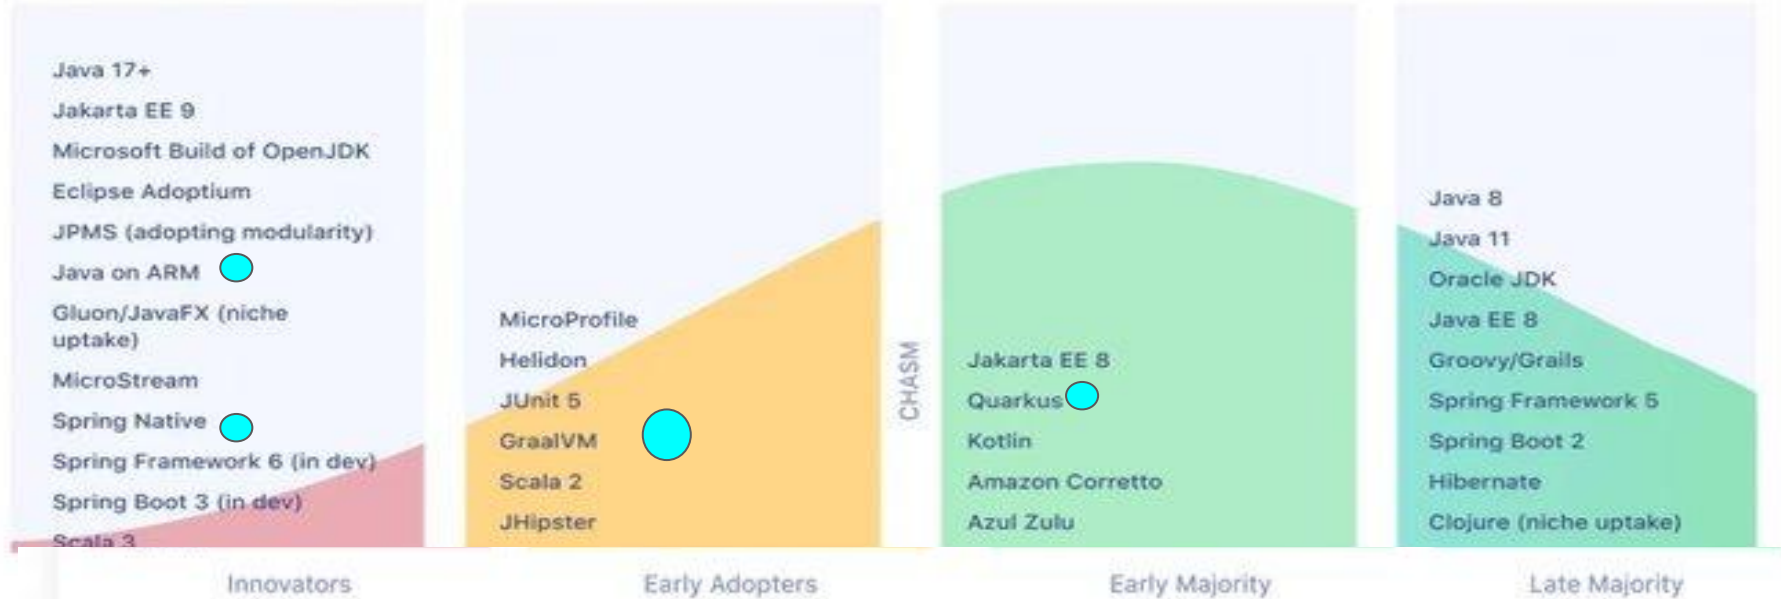 Java 17+
Jakarta EE 9
Microsoft Build of OpenJDK
Eclipse Adoptium
JPMS (adopting modularity)
Java on ARM
Gluon/JavaFX (niche
uptake)
MicroStream
Spring Native
Spring Framework 6 (in dev)
Spring Boot 3 (in dev)
Scala 3
Innovators
MicroProfile
Helidon
JUnit 5
GraalVM
Scala 2
JHipster
Early Adopters
CHASM
Jakarta EE 8
Quarkus
Kotlin
Amazon Corretto
Azul Zulu
Early Majority
Java 8
Java 11
Oracle JDK
Java EE 8
Groovy/Grails
Spring Framework 5
Spring Boot 2
Hibernate
Clojure (niche uptake)
Late Majority